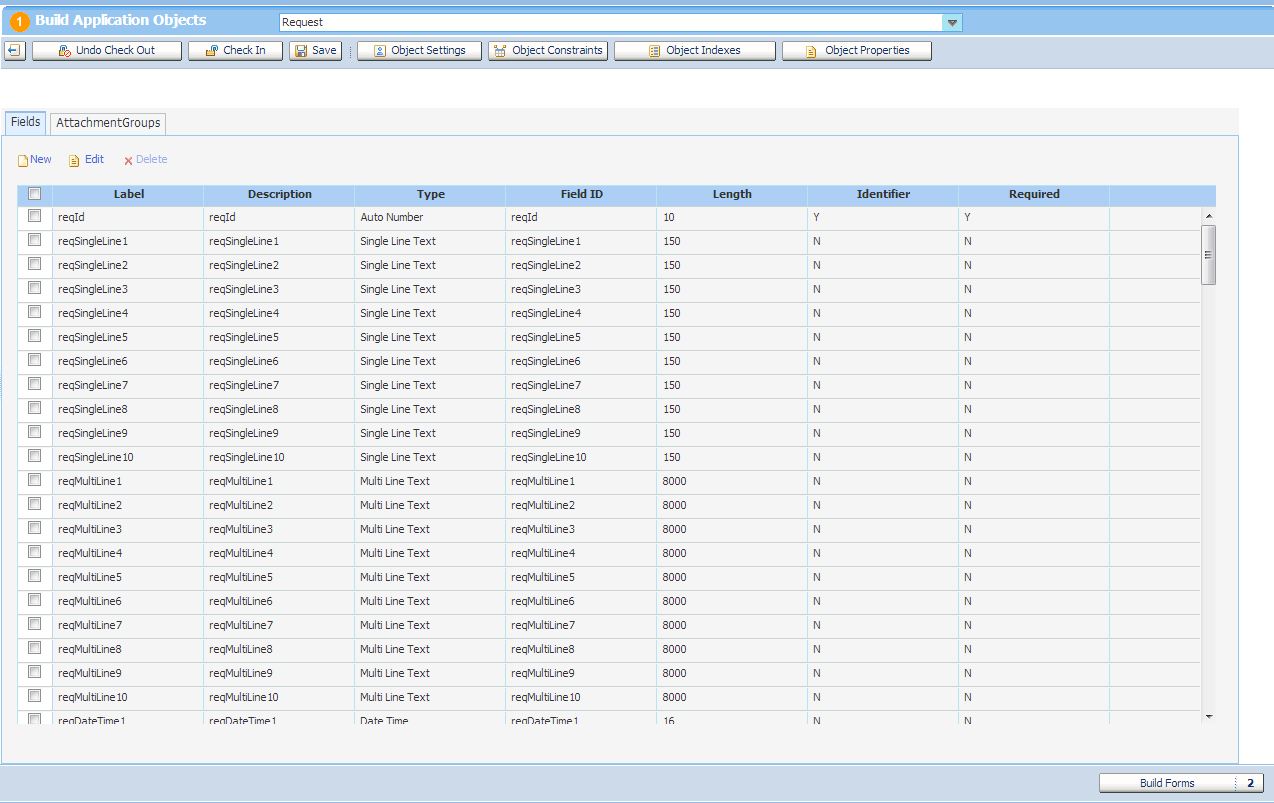 1 Build Application Objects Request
Undo Check Out Check In Save Object Settings Object Constraints Object Indexes Object Properties
Fields AttachmentGroups
New Edit Delete
Label Description Type Field ID Length Identifier Required
reqId reqId Auto Number reqId 10 Y Y
reqSingleLine1 reqSingleLine1 Single Line Text reqSingleLine1 150 N N
reqSingleLine2 reqSingleLine2 Single Line Text reqSingleLine2 150 N N
reqSingleLine3 reqSingleLine3 Single Line Text reqSingleLine3 150 N N
reqSingleLine4 reqSingleLine4 Single Line Text reqSingleLine4 150 N N
reqSingleLine5 reqSingleLine5 Single Line Text reqSingleLine5 150 N N
reqSingleLine6 reqSingleLine6 Single Line Text reqSingleLine6 150 N N
reqSingleLine7 reqSingleLine7 Single Line Text reqSingleLine7 150 N N
reqSingleLine8 reqSingleLine8 Single Line Text reqSingleLine8 150 N N
reqSingleLine9 reqSingleLine9 Single Line Text reqSingleLine9 150 N N
reqSingleLine10 reqSingleLine10 Single Line Text reqSingleLine10 150 N N
reqMultiLine1 reqMultiLine1 Multi Line Text reqMultiLine1 8000 N N
reqMultiLine2 reqMultiLine2 Multi Line Text reqMultiLine2 8000 N N
reqMultiLine3 reqMultiLine3 Multi Line Text reqMultiLine3 8000 N N
reqMultiLine4 reqMultiLine4 Multi Line Text reqMultiLine4 8000 N N
reqMultiLine5 reqMultiLine5 Multi Line Text reqMultiLine5 8000 N N
reqMultiLine6 reqMultiLine6 Multi Line Text reqMultiLine6 8000 N N
reqMultiLine7 reqMultiLine7 Multi Line Text reqMultiLine7 8000 N N
reqMultiLine8 reqMultiLine8 Multi Line Text reqMultiLine8 8000 N N
reqMultiLine9 reqMultiLine9 Multi Line Text reqMultiLine9 8000 N N
reqMultiLine10 reqMultiLine10 Multi Line Text reqMultiLine10 8000 N N
reqDateTime1 reqDateTime1 Date Time reqDateTime1 16 N N
Build Forms 2